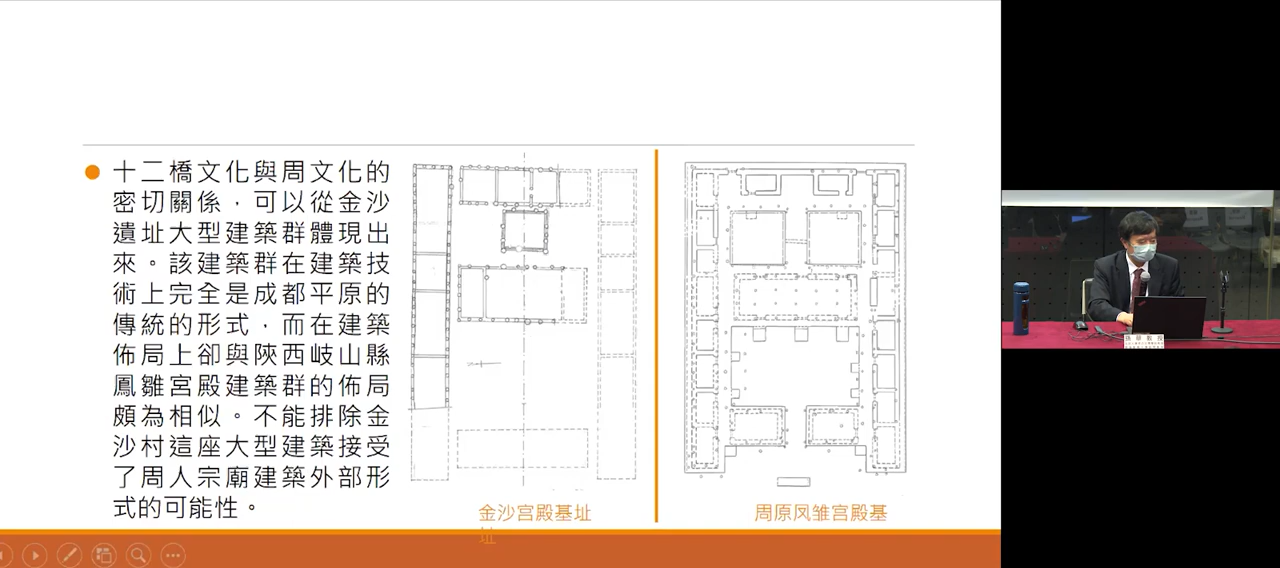 十二橋文化與周文化的
密切關係，可以從金沙
遺址大型建築群體現出
來。該建築群在建築技
術上完全是成都平原的
傳統的形式，而在建築
佈局上卻與陝西岐山縣
鳳雛宮殿建築群的佈局
頗為相似。不能排除金
沙村這座大型建築接受
了周人宗廟建築外部形
式的可能性。
金沙宫殿基址
址
周原凤雏宫殿基